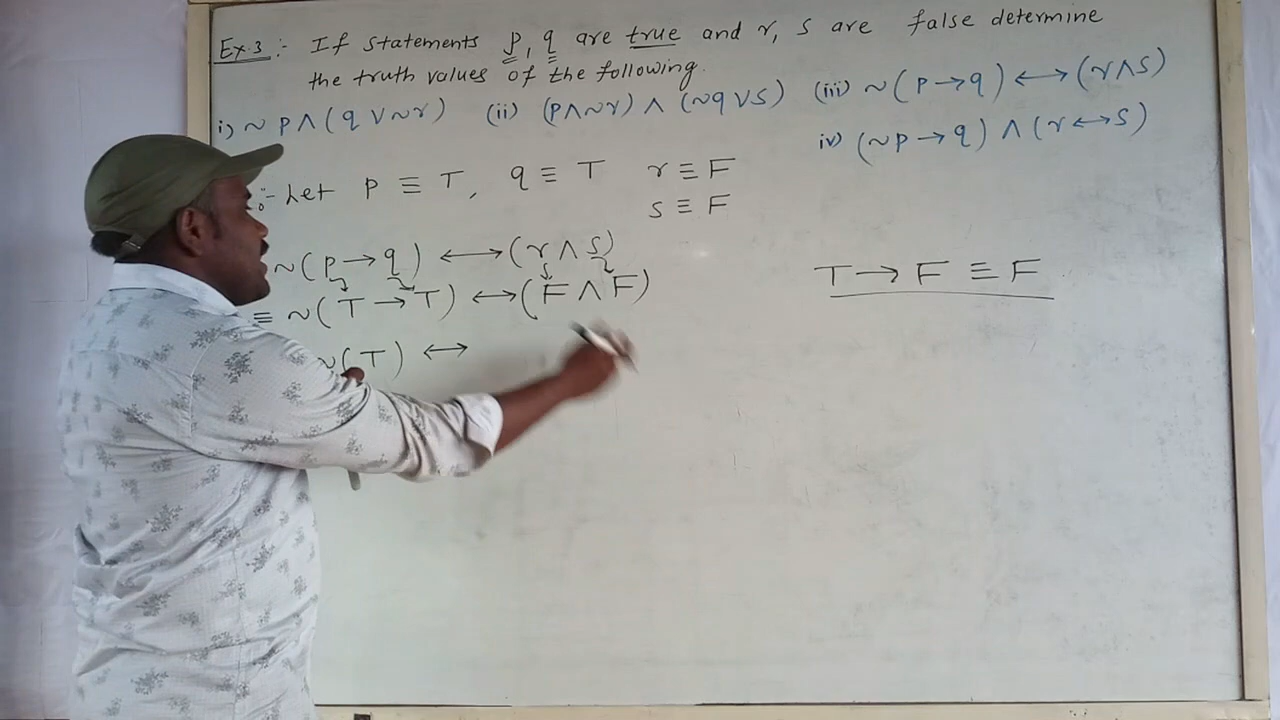 Ex.3 :- If statements p, q are true and r, s are false determine
the truth values of the following.
i) ~ p ∧ ( q ∨ ~ r ) (ii) (p ∧ ~ r) ∧ (~ q ∨ s) (iii) ~ ( p → q ) ⟷ ( r ∧ s )
iv) (~ p → q ) ∧ ( r ⟷ s )
:- Let p ≡ T, q ≡ T r ≡ F
s ≡ F
~ ( p → q ) ⟷ ( r ∧ s )
≡ ~ ( T → T ) ⟷ ( F ∧ F )
~ ( T ) ⟷
T → F ≡ F